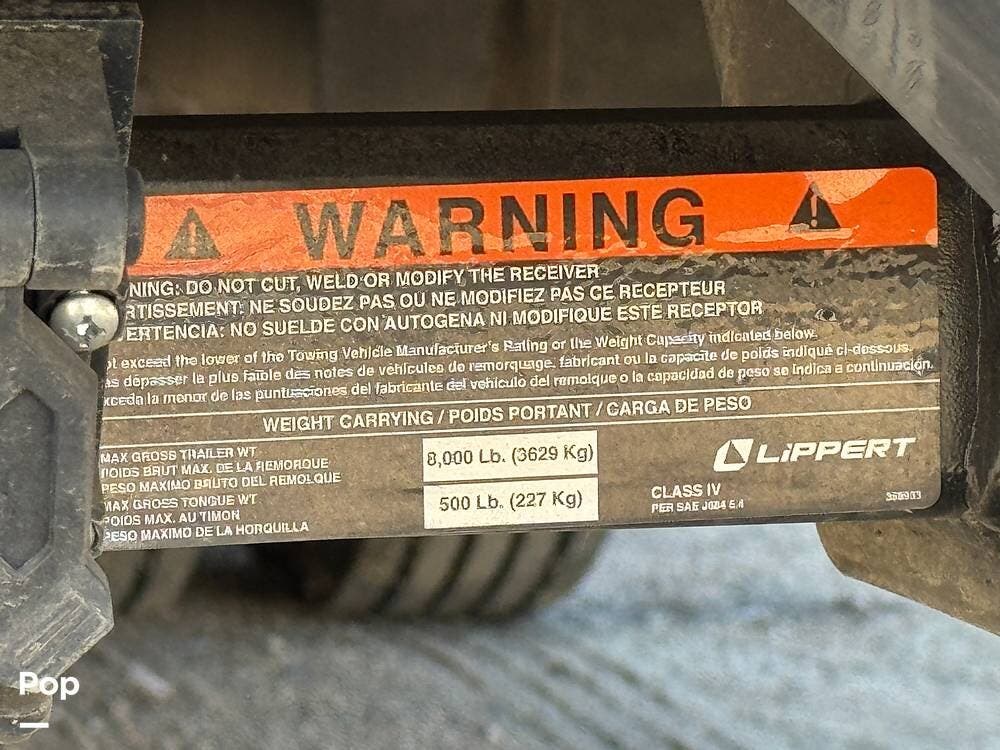 WARNING
NING: DO NOT CUT, WELD OR MODIFY THE RECEIVER
RTISSEMENT: NE SOUDEZ PAS OU NE MODIFIEZ PAS CE RECEPTEUR
ERTENCIA: NO SUELDE CON AUTOGENA NI MODIFIQUE ESTE RECEPTOR
ot exceed the lower of the Towing Vehicle Manufacturer's Rating or the Weight Capacity indicated below.
as dépasser la plus faible des notes de véhicules de remorquage. fabricant ou la capacite de poids indiqué ci-dessous.
xceda la menor de las puntuaciones del fabricante del vehículo del remolque o la capacidad de peso se indica a continuación.
WEIGHT CARRYING / POIDS PORTANT / CARGA DE PESO
MAX GROSS TRAILER WT
POIDS BRUT MAX. DE LA REMORQUE
PESO MAXIMO BRUTO DEL REMOLQUE
8,000 Lb. (3629 Kg)
MAX GROSS TONGUE WT
POIDS MAX. AU TIMON
PESO MAXIMO DE LA HORQUILLA
500 Lb. (227 Kg)
LiPPERT
CLASS IV
PER SAE J684
Pop